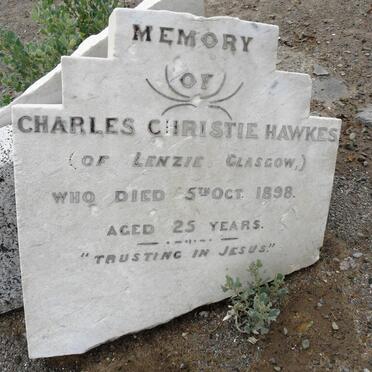 MEMORY
OF
CHARLES CHRISTIE HAWKES
(OF LENZIE GLASGOW,)
WHO DIED 5TH OCT. 1898.
AGED 25 YEARS.
"TRUSTING IN JESUS."